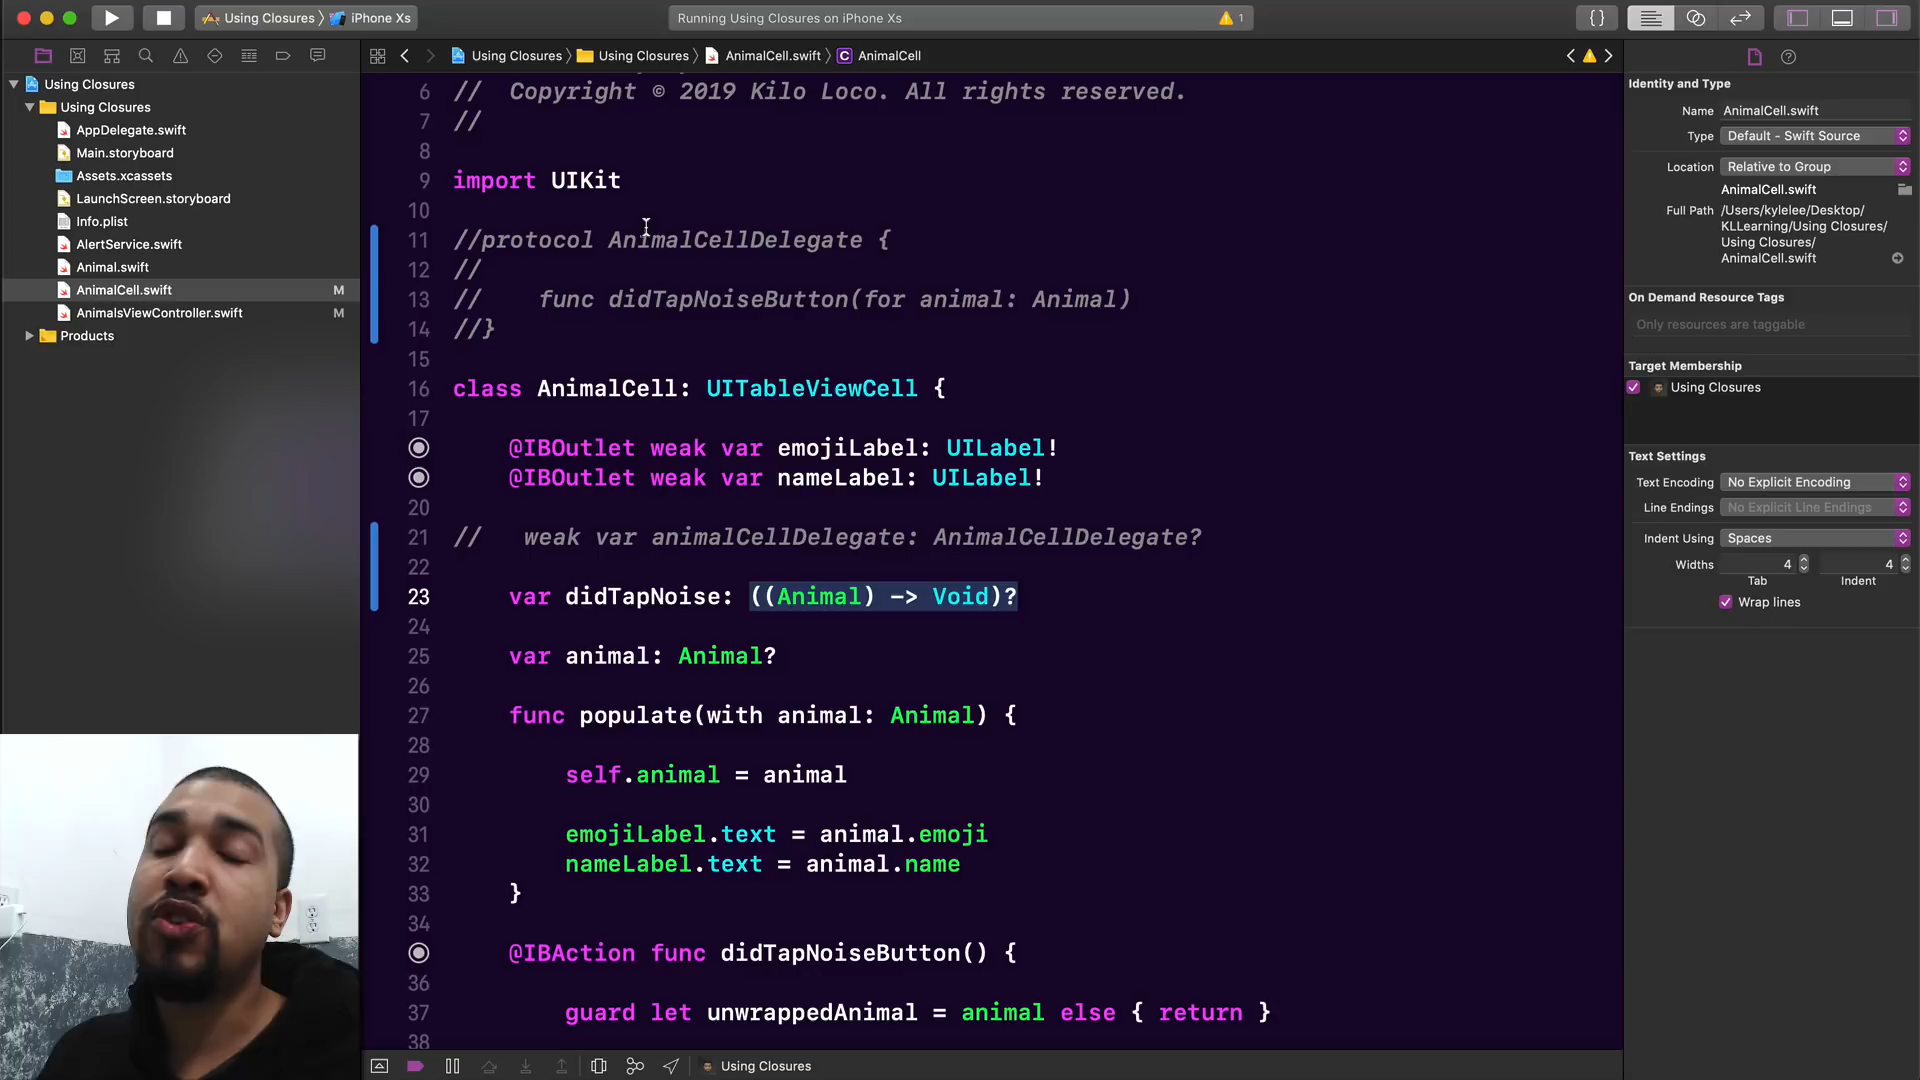 Using Closures 〉 iPhone Xs
Running Using Closures on iPhone Xs
1
Using Closures 〉 Using Closures 〉 AnimalCell.swift 〉 C AnimalCell
Using Closures
Using Closures
AppDelegate.swift
Main.storyboard
Assets.xcassets
LaunchScreen.storyboard
Info.plist
AlertService.swift
Animal.swift
AnimalCell.swift M
AnimalsViewController.swift M
Products
6 //  Copyright © 2019 Kilo Loco. All rights reserved.
7 //
8
9 import UIKit
10
11 //protocol AnimalCellDelegate {
12 //
13 //    func didTapNoiseButton(for animal: Animal)
14 //}
15
16 class AnimalCell: UITableViewCell {
17
@IBOutlet weak var emojiLabel: UILabel!
@IBOutlet weak var nameLabel: UILabel!
20
21 //   weak var animalCellDelegate: AnimalCellDelegate?
22
23     var didTapNoise: ((Animal) -> Void)?
24
25     var animal: Animal?
26
27     func populate(with animal: Animal) {
28
29         self.animal = animal
30
31         emojiLabel.text = animal.emoji
32         nameLabel.text = animal.name
33     }
34
@IBAction func didTapNoiseButton() {
36
37         guard let unwrappedAnimal = animal else { return }
38
Using Closures
Identity and Type
Name AnimalCell.swift
Type Default - Swift Source
Location Relative to Group
AnimalCell.swift
Full Path /Users/kylelee/Desktop/
KLLearning/Using Closures/
Using Closures/
AnimalCell.swift
On Demand Resource Tags
Only resources are taggable
Target Membership
Using Closures
Text Settings
Text Encoding No Explicit Encoding
Line Endings No Explicit Line Endings
Indent Using Spaces
Widths 4 4
Tab Indent
Wrap lines